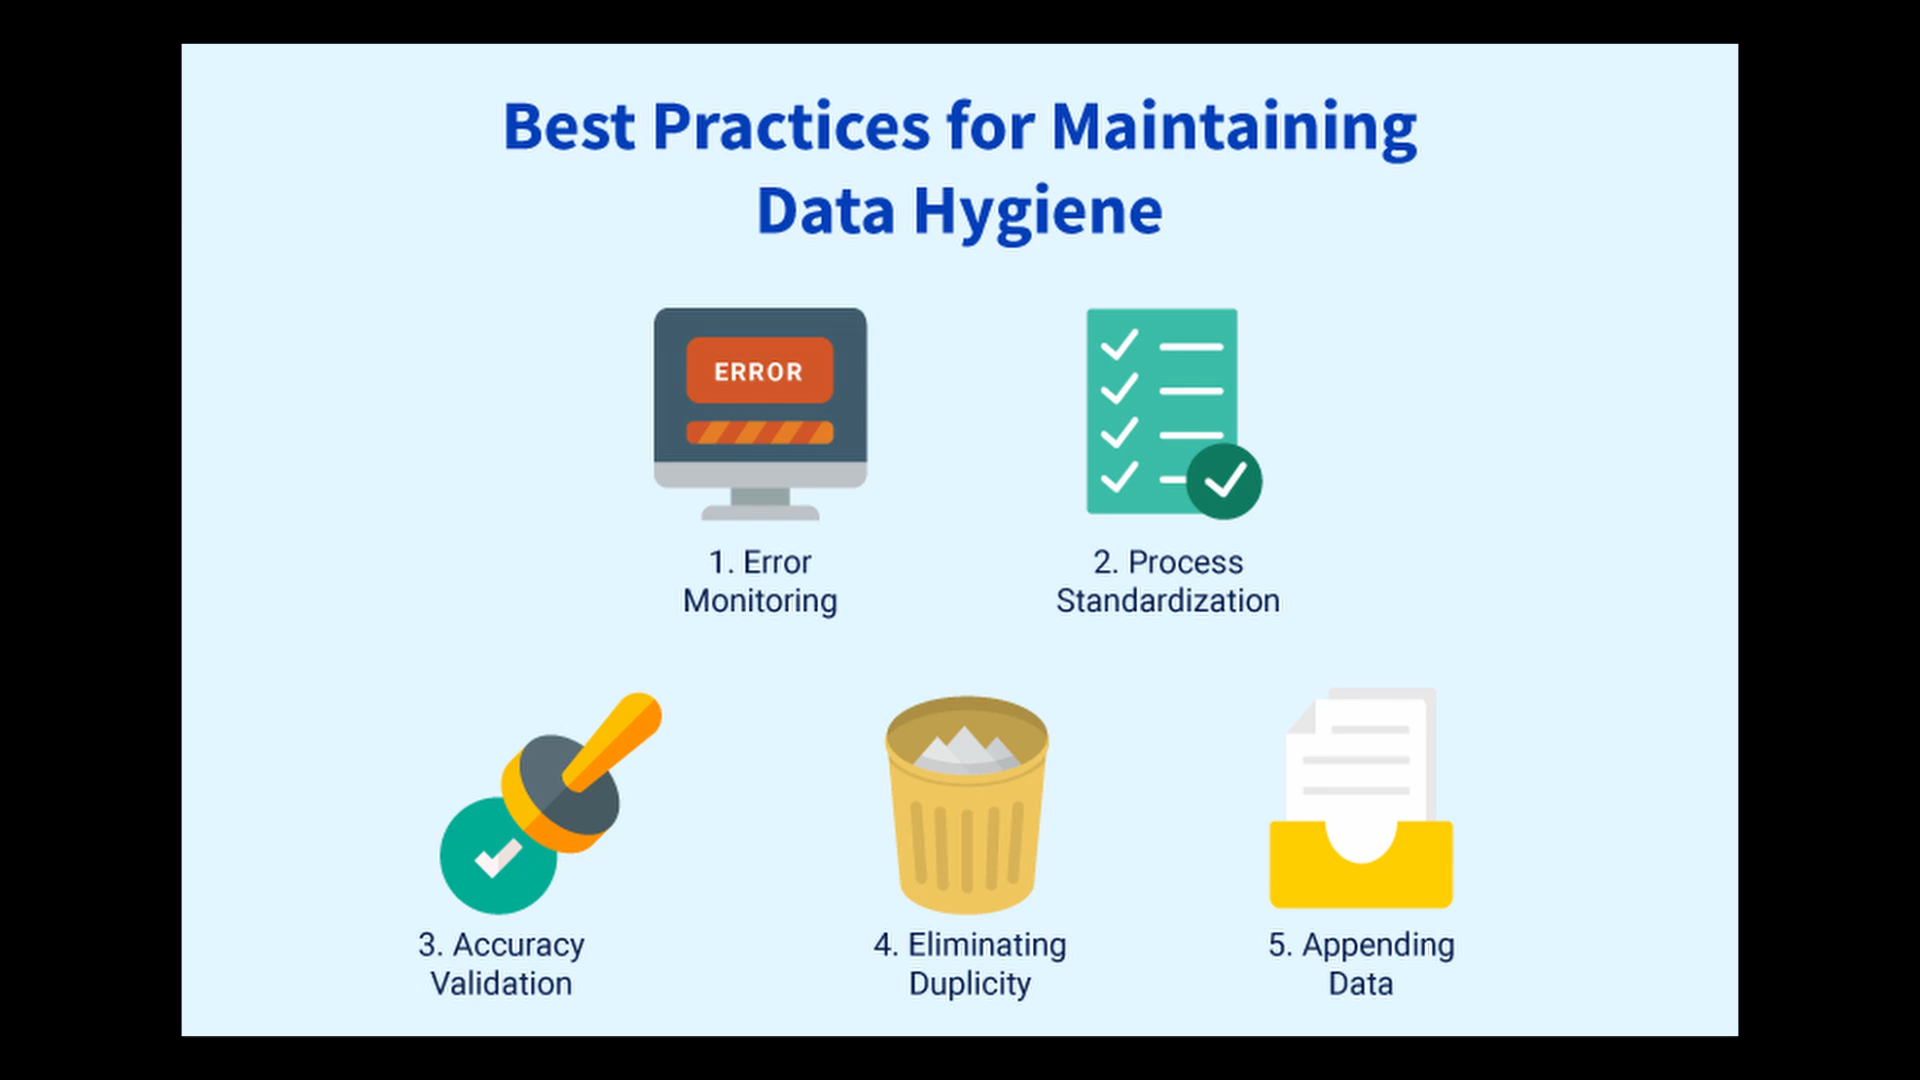 Best Practices for Maintaining
Data Hygiene
ERROR
1. Error
Monitoring
2. Process
Standardization
3. Accuracy
Validation
4. Eliminating
Duplicity
5. Appending
Data